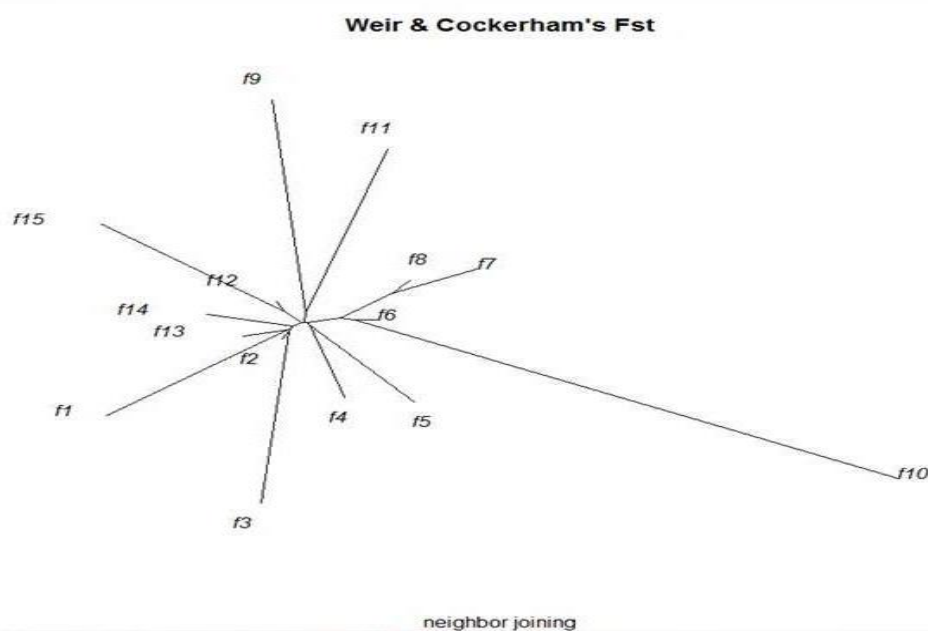 Weir & Cockerham's Fst
f9
f11
f15
f8
f7
f12
f14
f6
f13
f2
f1
f4
f5
f10
f3
neighbor joining